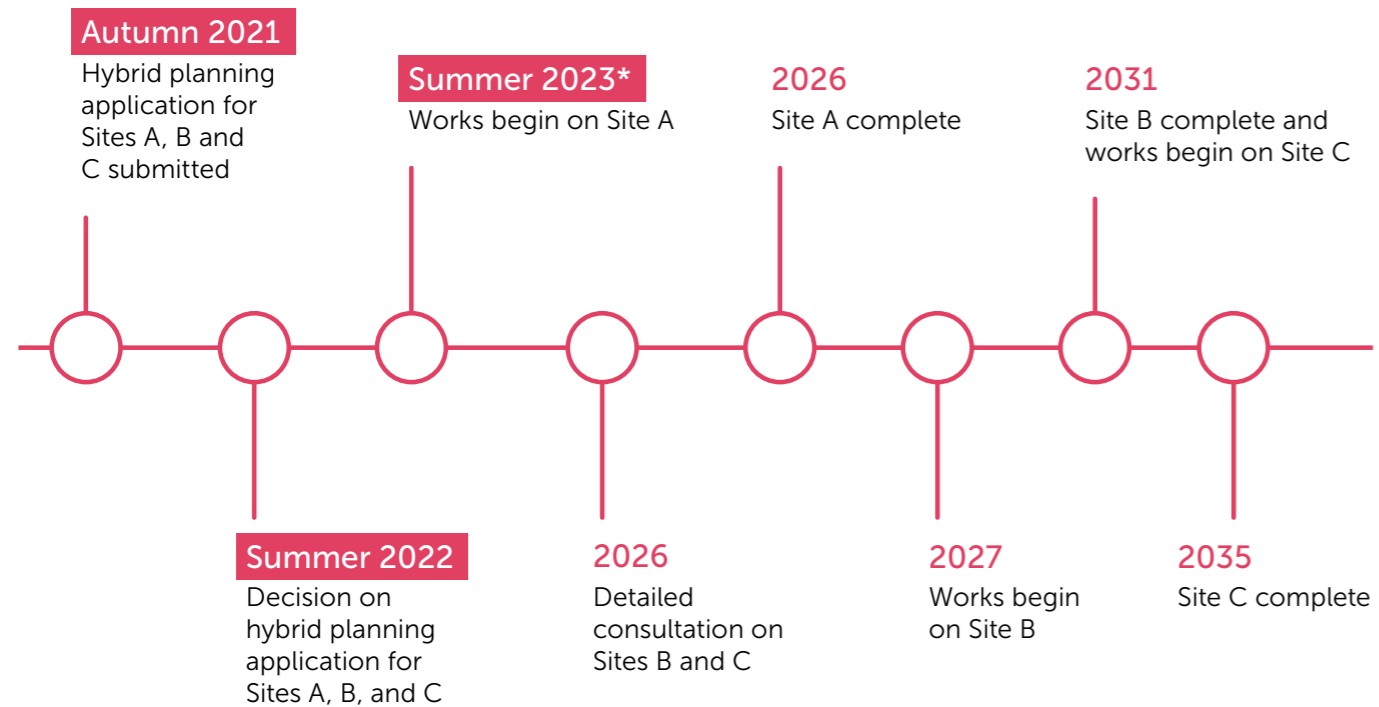 Autumn 2021
Hybrid planning
application for
Sites A, B and
C submitted
Summer 2022
Decision on
hybrid planning
application for
Sites A, B, and C
Summer 2023*
Works begin on Site A
2026
Detailed
consultation on
Sites B and C
2026
Site A complete
2027
Works begin
on Site B
2031
Site B complete and
works begin on Site C
2035
Site C complete